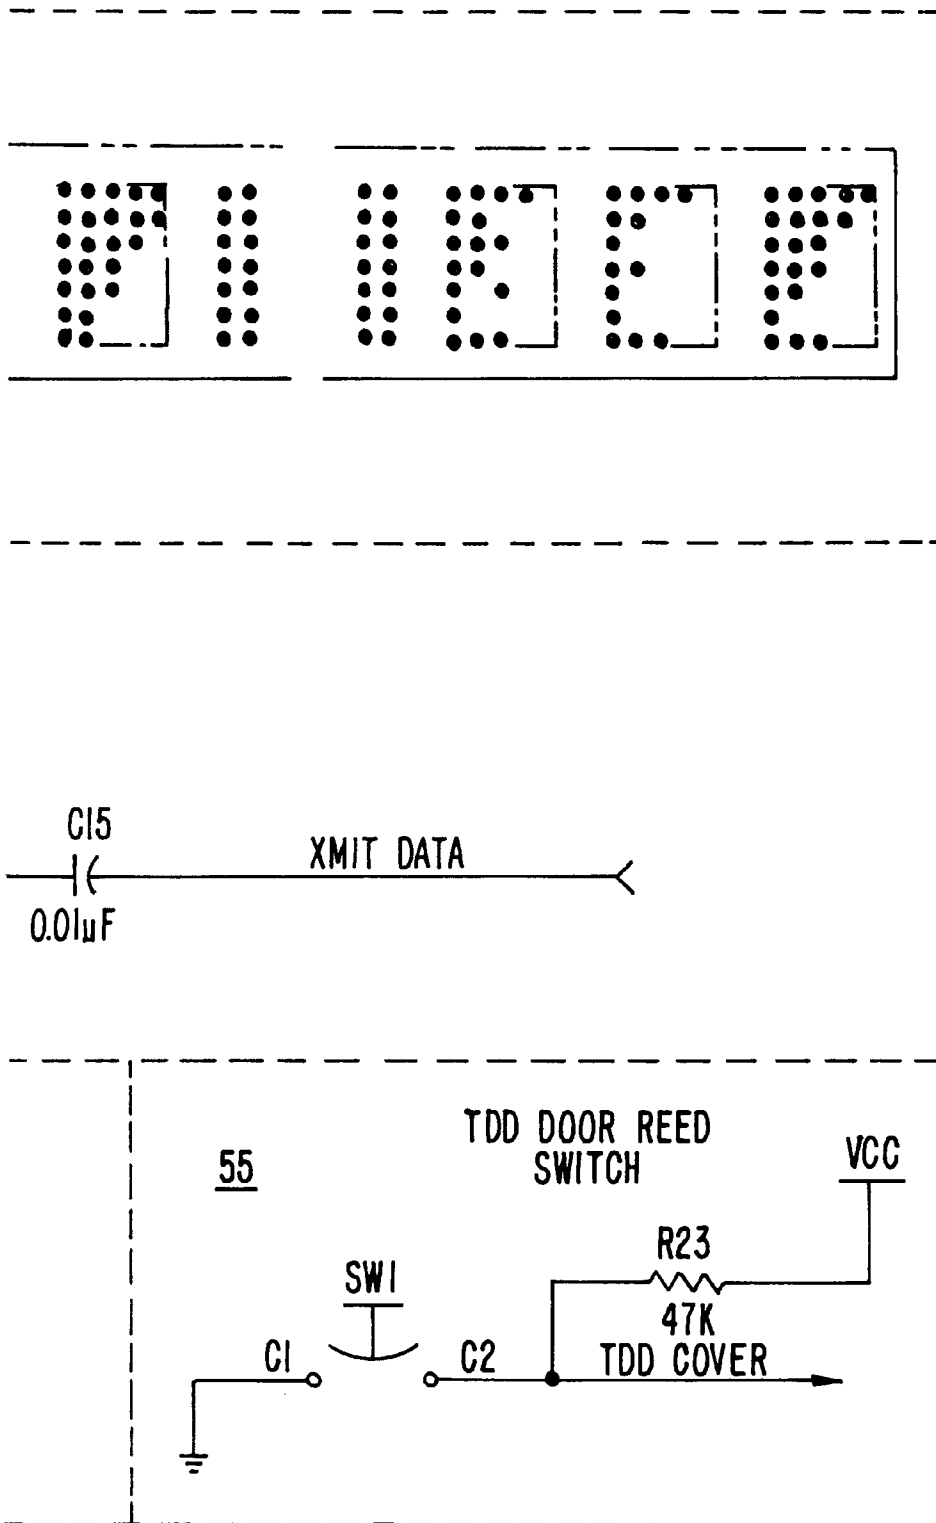 C15
XMIT DATA
0.01µF
TDD DOOR REED
SWITCH
VCC
55
R23
SW1
47K
C1
C2
TDD COVER